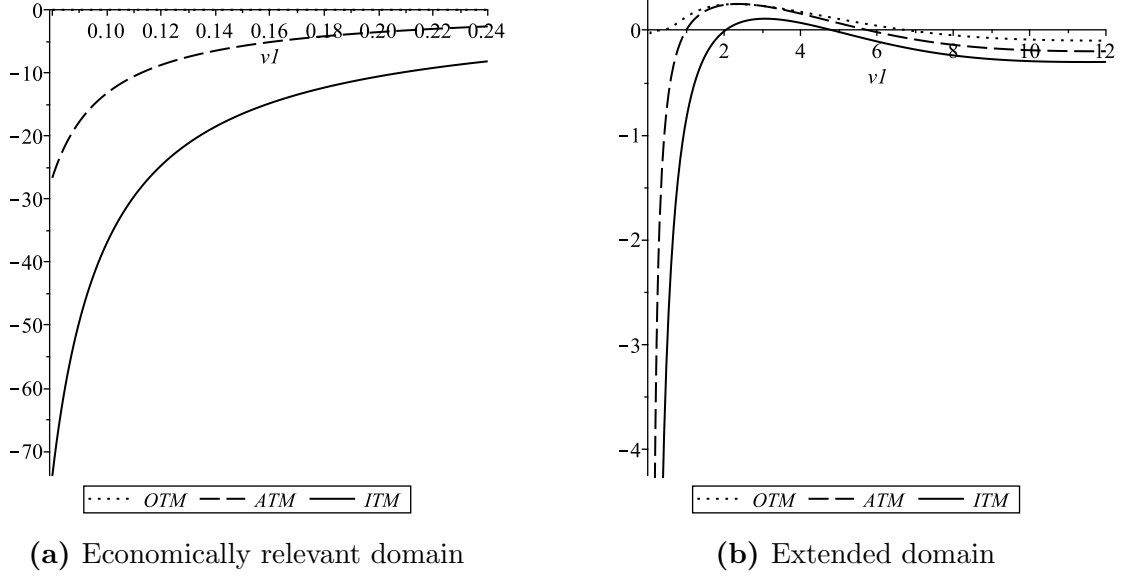 0
0.10 0.12 0.14 0.16 0.18 0.20 0.22 0.24
v1
−10
−20
−30
−40
−50
−60
−70
OTM ATM ITM
(a) Economically relevant domain
0
2 4 6 8 10 12
v1
−1
−2
−3
−4
OTM ATM ITM
(b) Extended domain